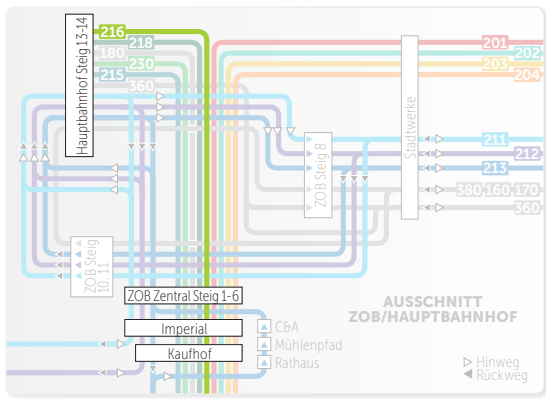 216
218
180
230
215
360
Hauptbahnhof Steig 13-14
201
202
203
204
Stadtwerke
ZOB Steig 8
211
212
213
380 160 170
360
ZOB Steig
10, 11
ZOB Zentral Steig 1-6
Imperial
Kaufhof
C&A
Mühlenpfad
Rathaus
AUSSCHNITT
ZOB/HAUPTBAHNHOF
Hinweg
Rückweg